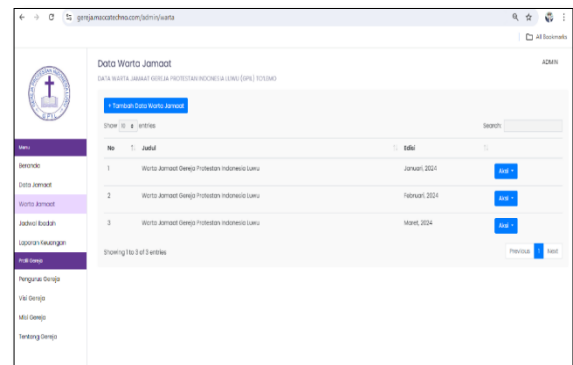 gereja.maccatechno.com/admin/warta
All Bookmarks
GPIL
Data Warta Jamaat
ADMIN
DATA WARTA JAMAAT GEREJA PROTESTAN INDONESIA LUWU (GPIL)
+ Tambah Data Warta Jamaat
Show 10 entries
Search:
Menu
No Judul Edisi
Beranda
1 Warta Jamaat Gereja Protestan Indonesia Luwu Januari, 2024 Aksi
Data Jamaat
Warta Jamaat
2 Warta Jamaat Gereja Protestan Indonesia Luwu Februari, 2024 Aksi
Jadwal Ibadah
3 Warta Jamaat Gereja Protestan Indonesia Luwu Maret, 2024 Aksi
Laporan Keuangan
Showing 1 to 3 of 3 entries
Previous 1 Next
Profil Gereja
Pengurus Gereja
Visi Gereja
Misi Gereja
Tentang Gereja